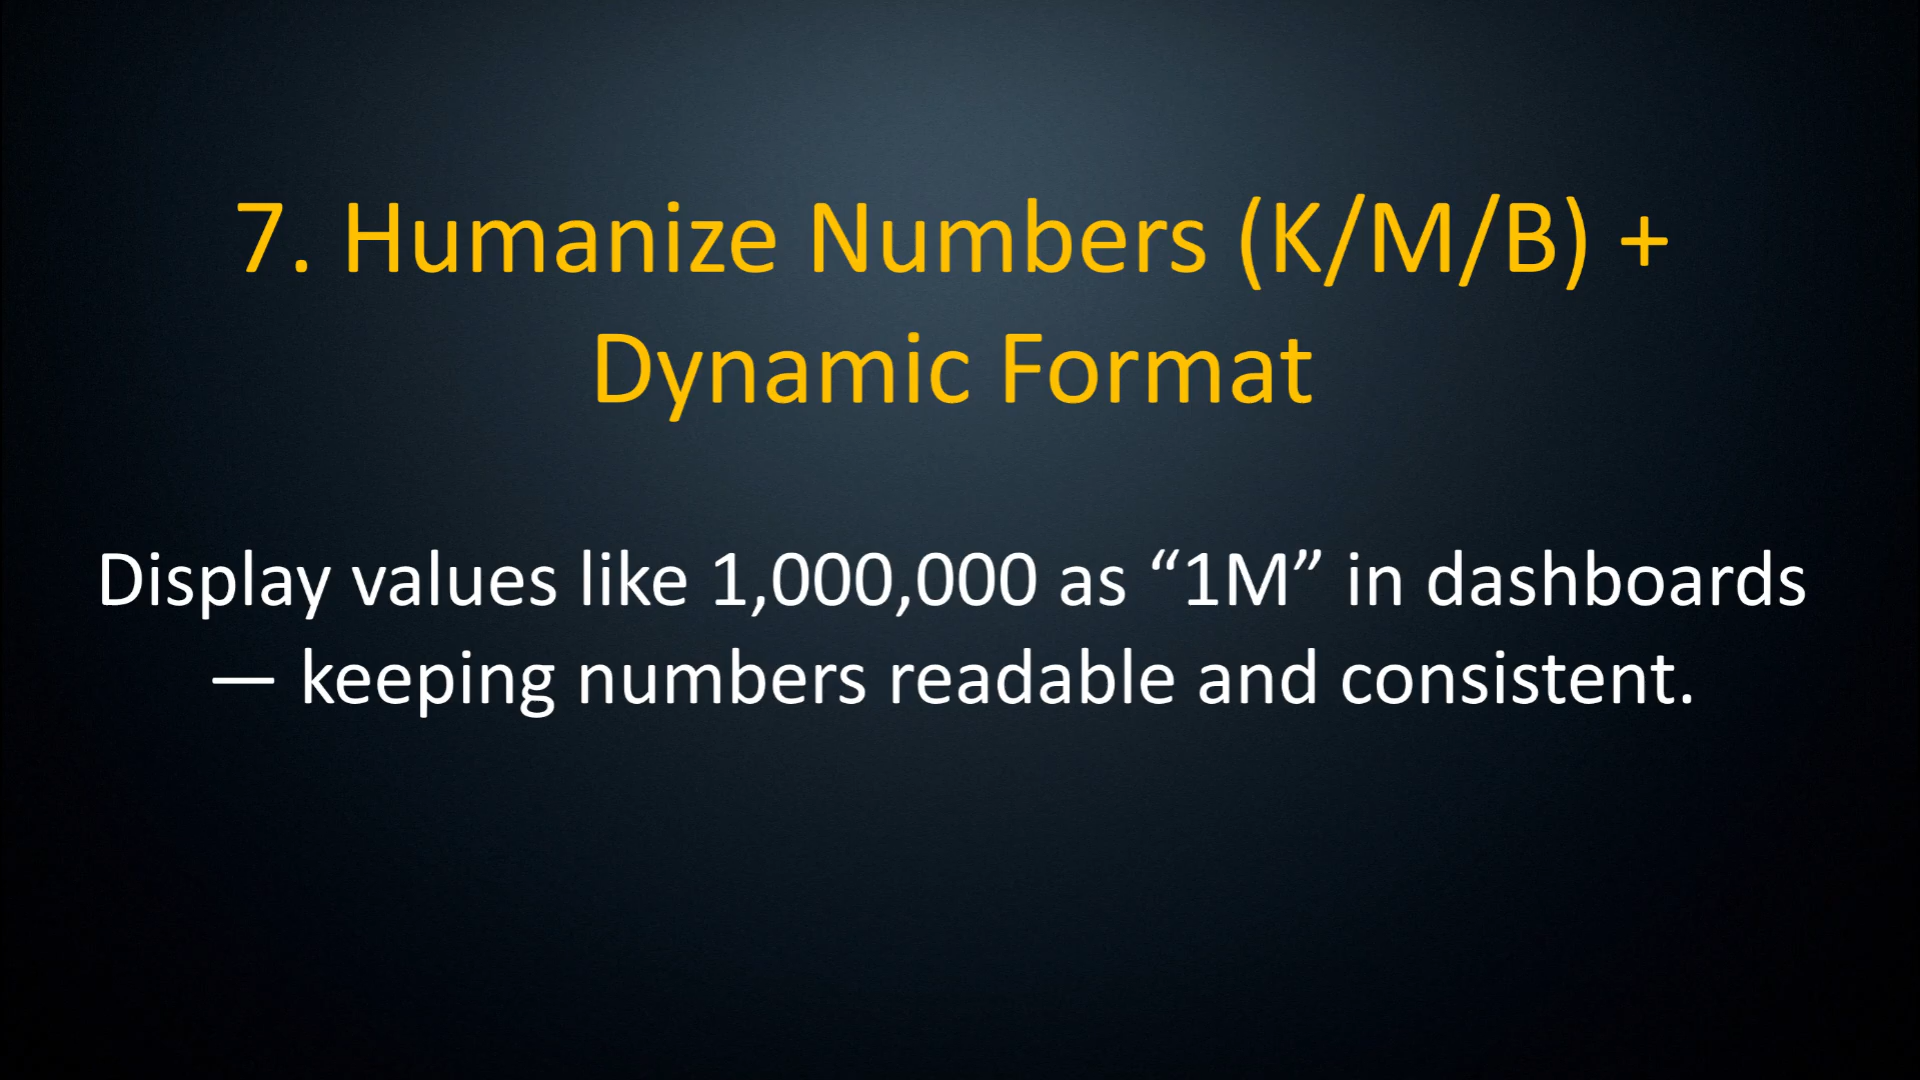 7. Humanize Numbers (K/M/B) +
Dynamic Format
Display values like 1,000,000 as “1M” in dashboards
— keeping numbers readable and consistent.